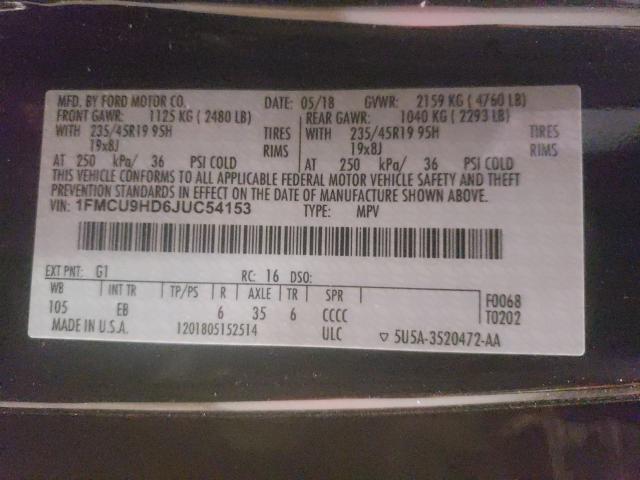 MFD. BY FORD MOTOR CO. DATE: 05/18 GVWR: 2159 KG ( 4760 LB)
FRONT GAWR: 1125 KG ( 2480 LB) REAR GAWR: 1040 KG ( 2293 LB)
WITH 235/45R19 95H TIRES WITH 235/45R19 95H TIRES
19x8J RIMS 19x8J RIMS
AT 250 kPa/ 36 PSI COLD AT 250 kPa/ 36 PSI COLD
THIS VEHICLE CONFORMS TO ALL APPLICABLE FEDERAL MOTOR VEHICLE SAFETY AND THEFT
PREVENTION STANDARDS IN EFFECT ON THE DATE OF MANUFACTURE SHOWN ABOVE.
VIN: 1FMCU9HD6JUC54153 TYPE: MPV
EXT PNT: G1 RC: 16 DSO:
WB INT TR TP/PS R AXLE TR SPR F0068
105 EB 6 35 6 CCCC T0202
MADE IN U.S.A. 1201805152514 ULC ▽ 5U5A-3520472-AA